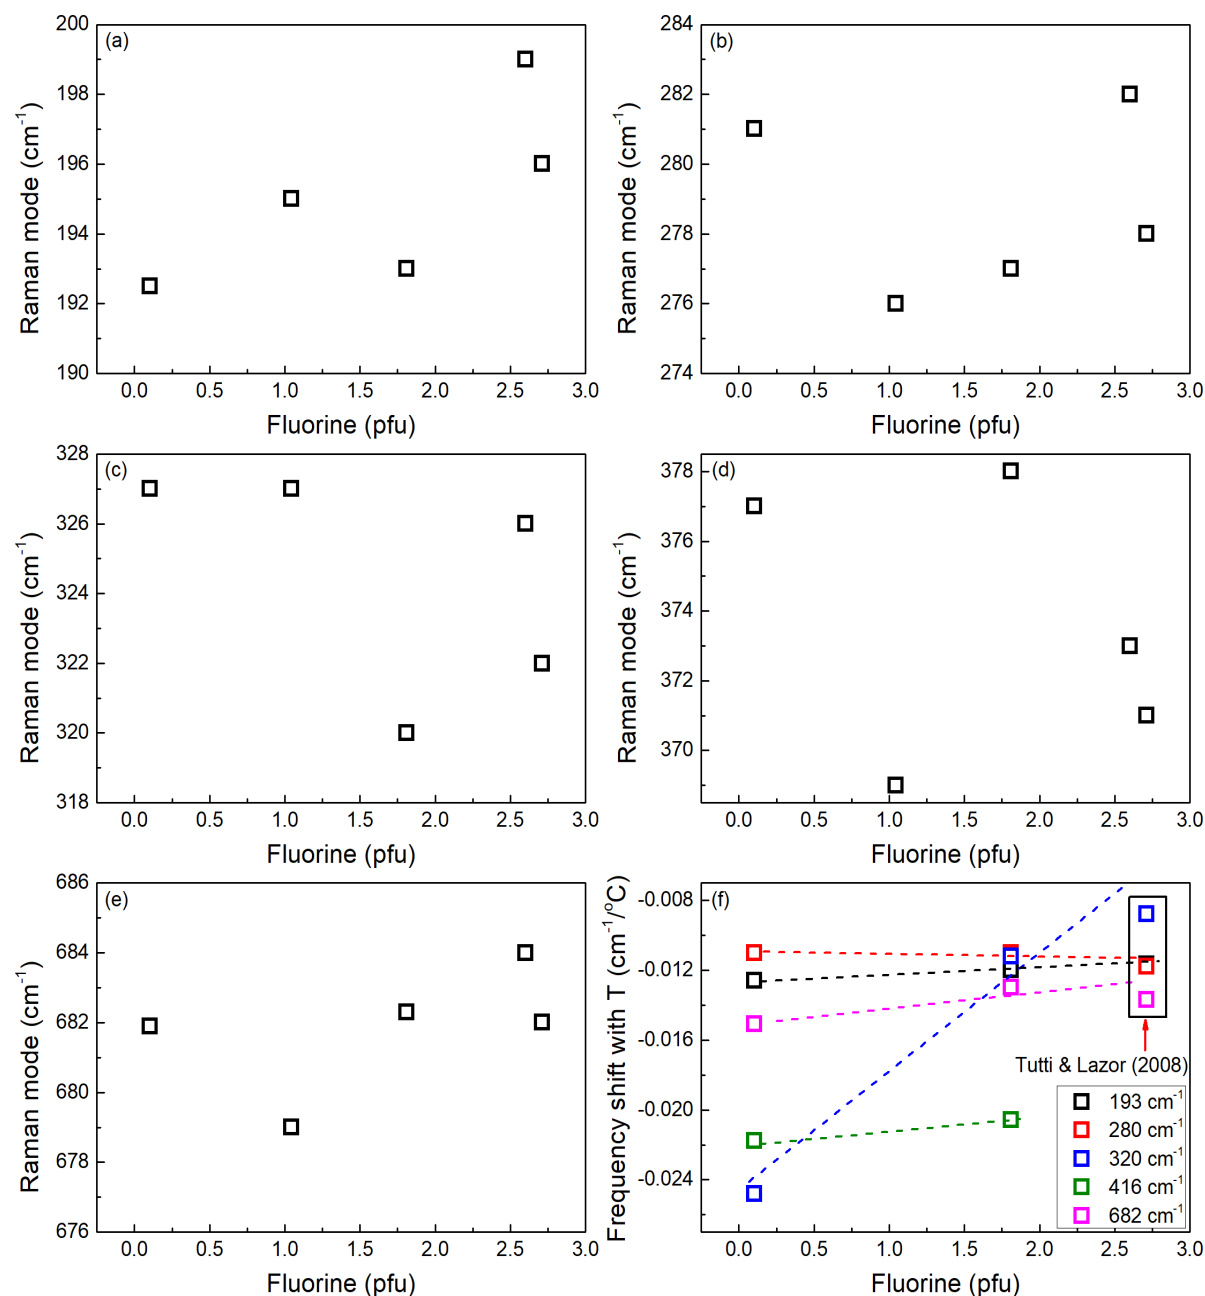 (a)
200
198
196
194
192
190
Raman mode (cm⁻¹)
0.0 0.5 1.0 1.5 2.0 2.5 3.0
Fluorine (pfu)
(b)
284
282
280
278
276
274
Raman mode (cm⁻¹)
0.0 0.5 1.0 1.5 2.0 2.5 3.0
Fluorine (pfu)
(c)
328
326
324
322
320
318
Raman mode (cm⁻¹)
0.0 0.5 1.0 1.5 2.0 2.5 3.0
Fluorine (pfu)
(d)
378
376
374
372
370
Raman mode (cm⁻¹)
0.0 0.5 1.0 1.5 2.0 2.5 3.0
Fluorine (pfu)
(e)
686
684
682
680
678
676
Raman mode (cm⁻¹)
0.0 0.5 1.0 1.5 2.0 2.5 3.0
Fluorine (pfu)
(f)
-0.008
-0.012
-0.016
-0.020
-0.024
Frequency shift with T (cm⁻¹/°C)
Tutti & Lazor (2008)
193 cm⁻¹
280 cm⁻¹
320 cm⁻¹
416 cm⁻¹
682 cm⁻¹
0.0 0.5 1.0 1.5 2.0 2.5 3.0
Fluorine (pfu)